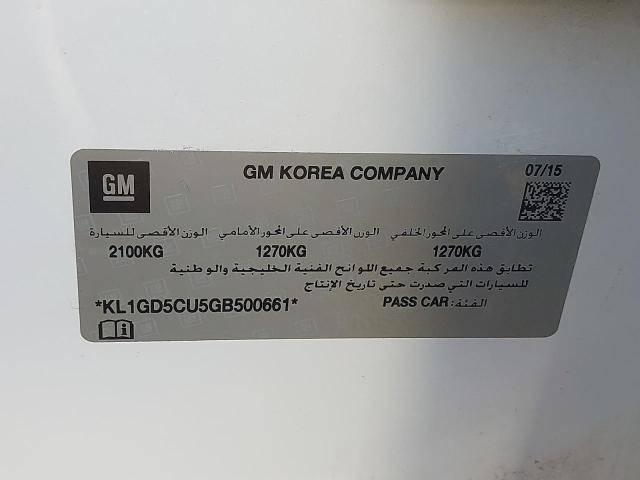 GM
GM KOREA COMPANY
07/15
الوزن الأقصى للسيارة
الوزن الأقصى على المحور الأمامي
الوزن الأقصى على المحور الخلفي
2100KG
1270KG
1270KG
تطابق هذه المركبة جميع اللوائح الفنية الخليجية والوطنية
للسيارات التي صدرت حتى تاريخ الإنتاج
*KL1GD5CU5GB500661*
الفئة: PASS CAR